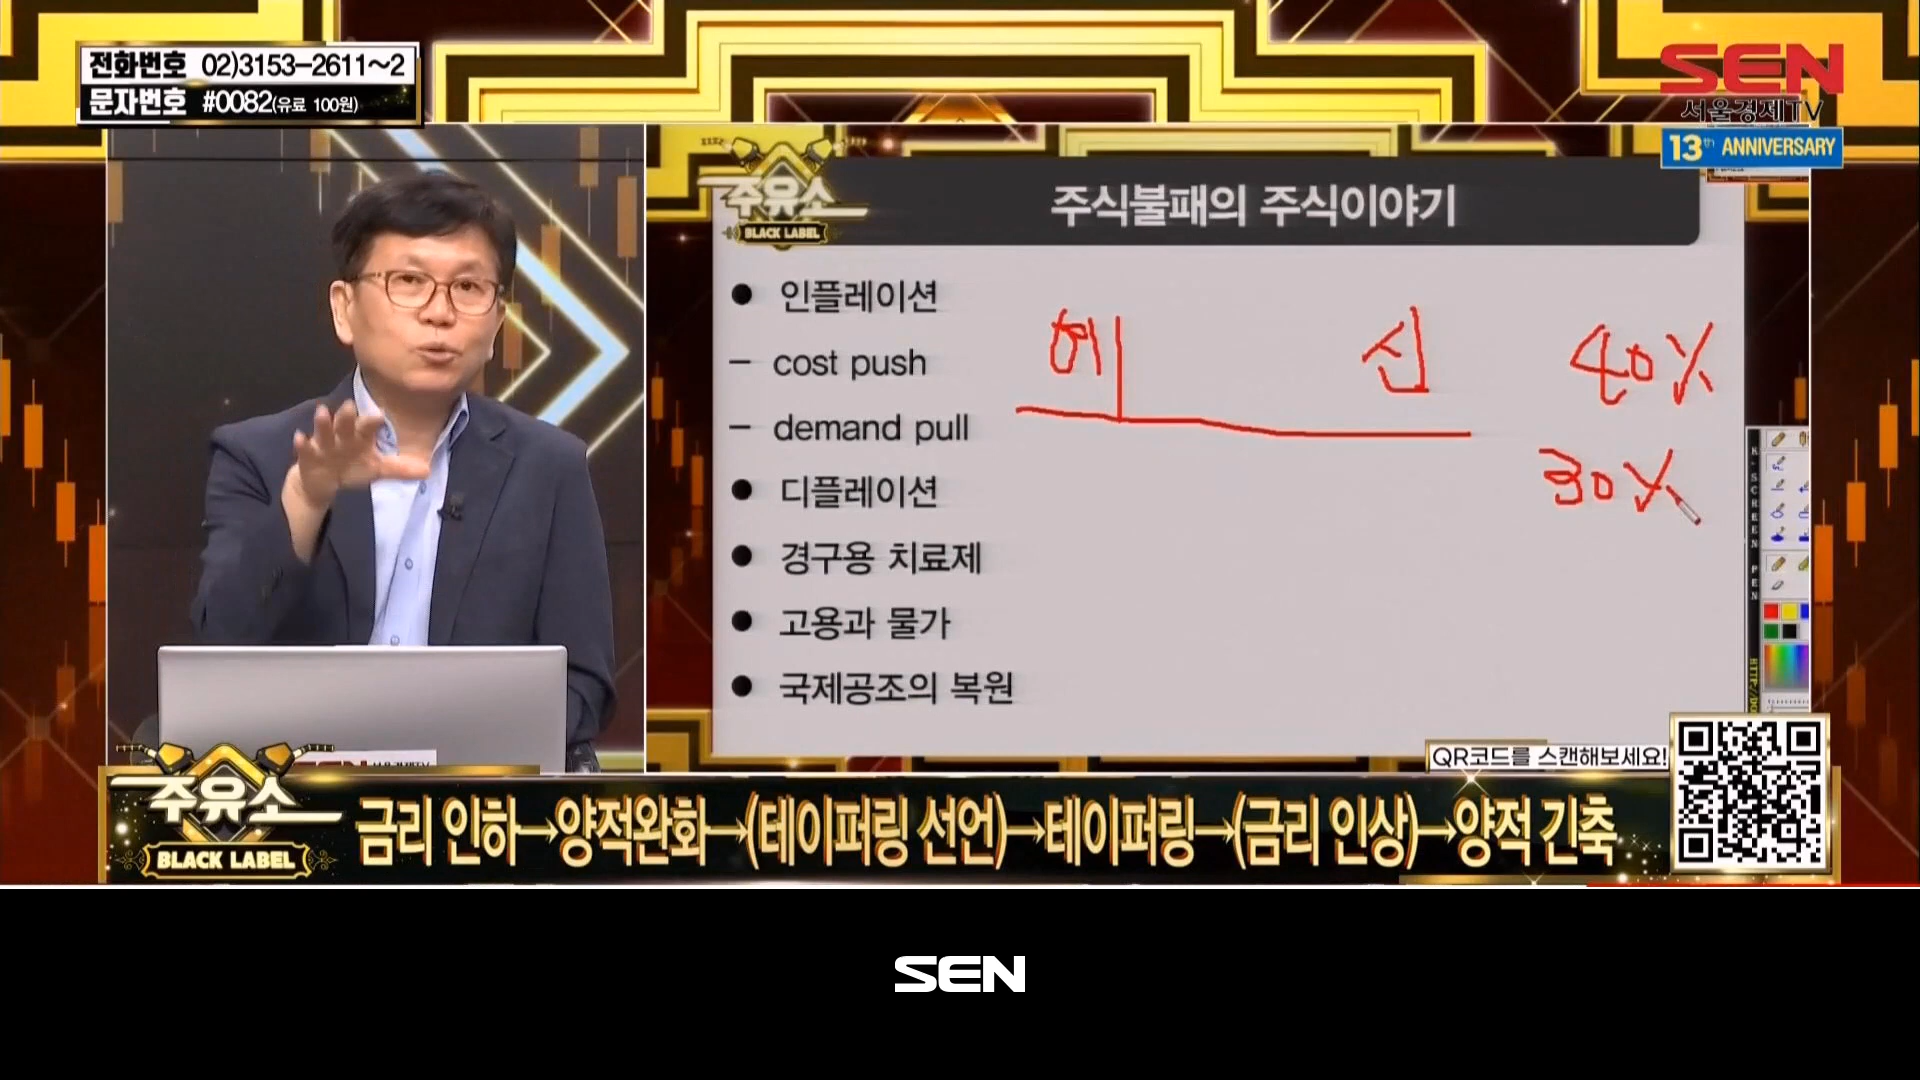 전화번호 02)3153-2611~2
문자번호 #0082(유료 100원)
SEN
서울경제TV
13th ANNIVERSARY
주유소
BLACK LABEL
주식불패의 주식이야기
● 인플레이션
- cost push
- demand pull
● 디플레이션
● 경구용 치료제
● 고용과 물가
● 국제공조의 복원
신
40%
30%
QR코드를 스캔해보세요!
주유소
BLACK LABEL
금리 인하→양적완화→(테이퍼링 선언)→테이퍼링→(금리 인상)→양적 긴축
SEN